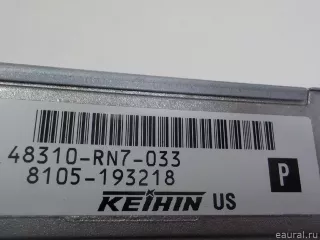 48310-RN7-033
8105-193218
P
KEIHIN US
eaural.ru